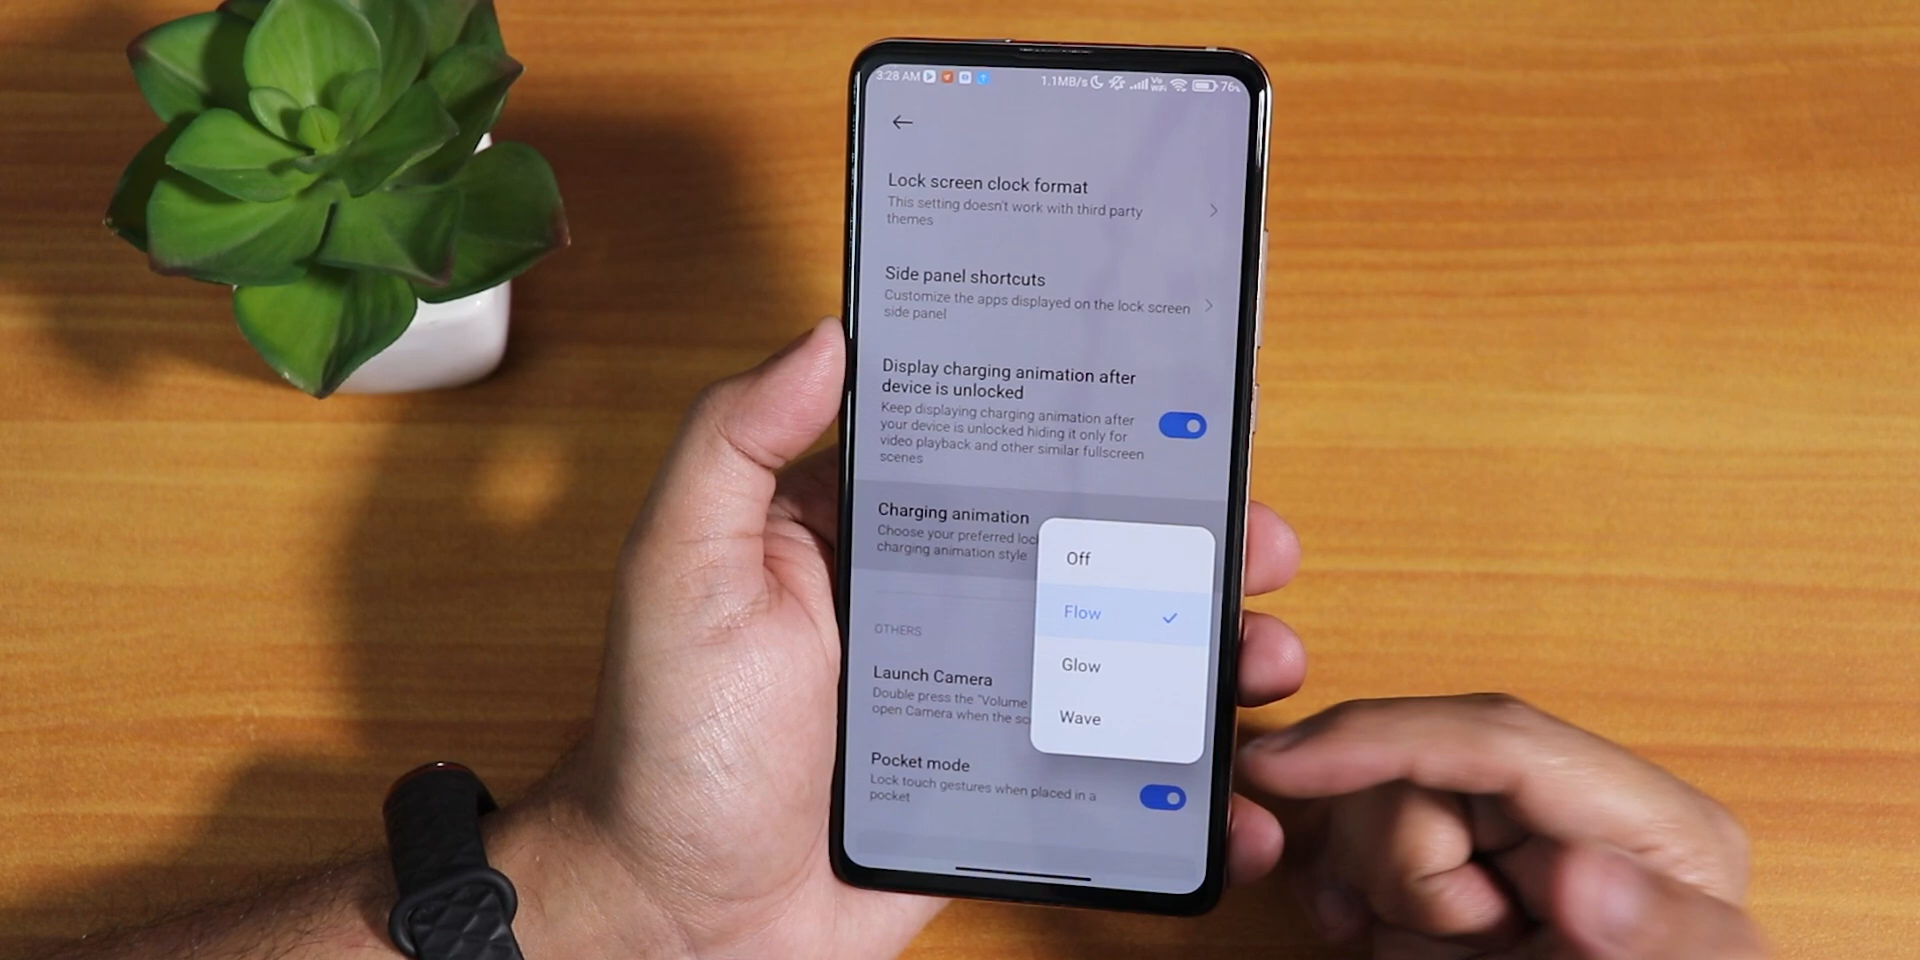 3:28 AM
1.1MB/s
Vo
WiFi
76%
Lock screen clock format
This setting doesn't work with third party
themes
Side panel shortcuts
Customize the apps displayed on the lock screen
side panel
Display charging animation after
device is unlocked
Keep displaying charging animation after
your device is unlocked hiding it only for
video playback and other similar fullscreen
scenes
Charging animation
Choose your preferred loc
charging animation style
Off
Flow
Glow
Wave
OTHERS
Launch Camera
Double press the "Volume
open Camera when the sc
Pocket mode
Lock touch gestures when placed in a
pocket